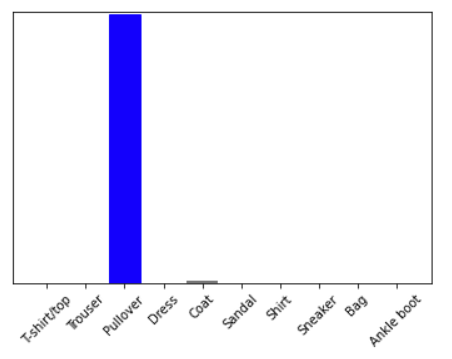 T-shirt/top
Trouser
Pullover
Dress
Coat
Sandal
Shirt
Sneaker
Bag
Ankle boot